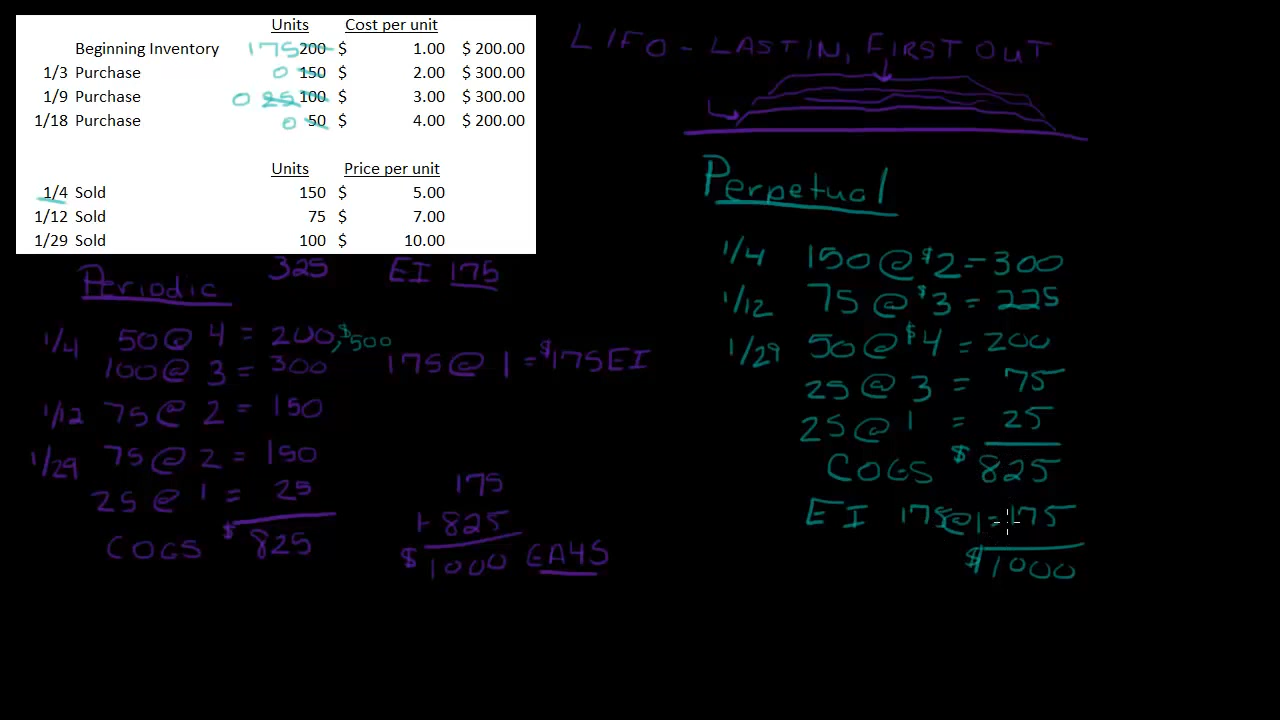 Units Cost per unit
Beginning Inventory 175 200 $ 1.00 $ 200.00
1/3 Purchase 0 150 $ 2.00 $ 300.00
1/9 Purchase 0 25 100 $ 3.00 $ 300.00
1/18 Purchase 0 50 $ 4.00 $ 200.00
Units Price per unit
1/4 Sold 150 $ 5.00
1/12 Sold 75 $ 7.00
1/29 Sold 100 $ 10.00
325 EI 175
Periodic
1/4 50 @ 4 = 200, $500
100 @ 3 = 300
1/12 75 @ 2 = 150
1/29 75 @ 2 = 150
25 @ 1 = 25
COGS $ 825
175 @ 1 = $175 EI
175
+ 825
$ 1000 GA4S
LIFO - LAST IN, FIRST OUT
Perpetual
1/4 150 @ $2 = 300
1/12 75 @ $3 = 225
1/29 50 @ $4 = 200
25 @ 3 = 75
25 @ 1 = 25
COGS $ 825
EI 175 @ 1 = 175
$1000